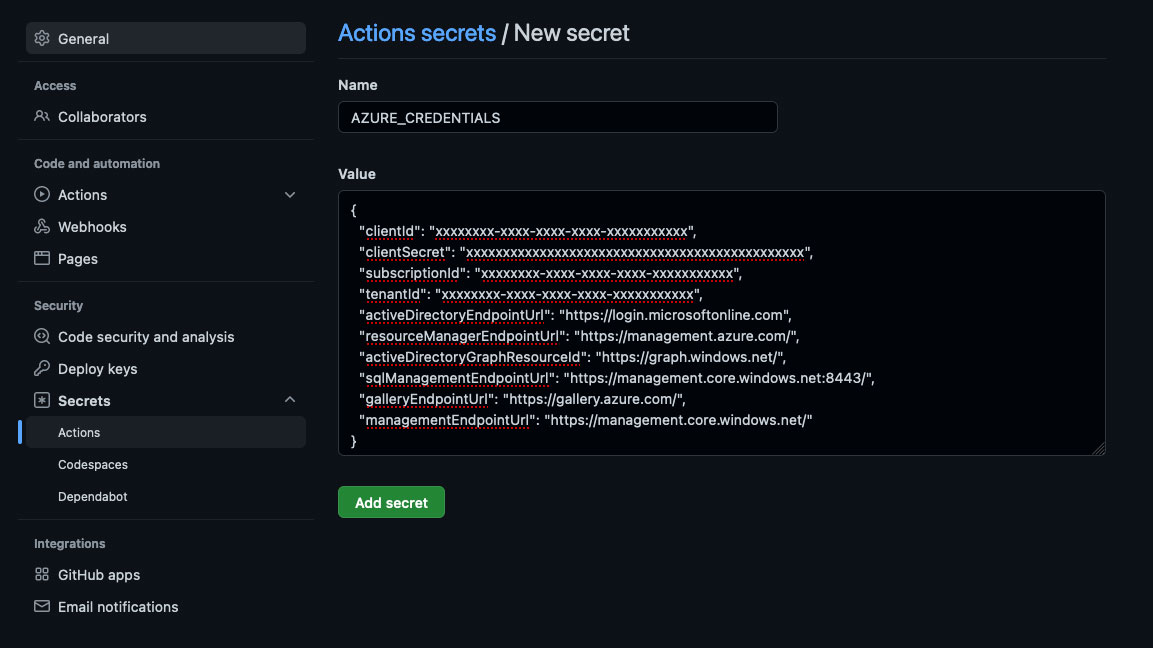 General
Access
Collaborators
Code and automation
Actions
Webhooks
Pages
Security
Code security and analysis
Deploy keys
Secrets
Actions
Codespaces
Dependabot
Integrations
GitHub apps
Email notifications
Actions secrets / New secret
Name
AZURE_CREDENTIALS
Value
{
"clientId": "xxxxxxxx-xxxx-xxxx-xxxx-xxxxxxxxxxx",
"clientSecret": "xxxxxxxxxxxxxxxxxxxxxxxxxxxxxxxxxxxxxxxxxxxxxx",
"subscriptionId": "xxxxxxxx-xxxx-xxxx-xxxx-xxxxxxxxxxx",
"tenantId": "xxxxxxxx-xxxx-xxxx-xxxx-xxxxxxxxxxx",
"activeDirectoryEndpointUrl": "https://login.microsoftonline.com",
"resourceManagerEndpointUrl": "https://management.azure.com/",
"activeDirectoryGraphResourceId": "https://graph.windows.net/",
"sqlManagementEndpointUrl": "https://management.core.windows.net:8443/",
"galleryEndpointUrl": "https://gallery.azure.com/",
"managementEndpointUrl": "https://management.core.windows.net/"
}
Add secret